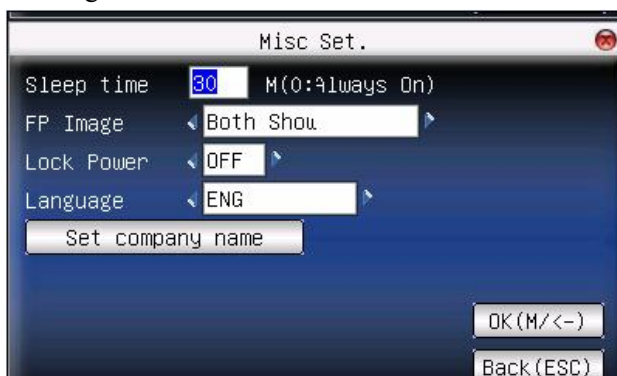 Misc Set.
Sleep time 30 M(0:Always On)
FP Image Both Show
Lock Power OFF
Language ENG
Set company name
OK(M/<-)
Back(ESC)